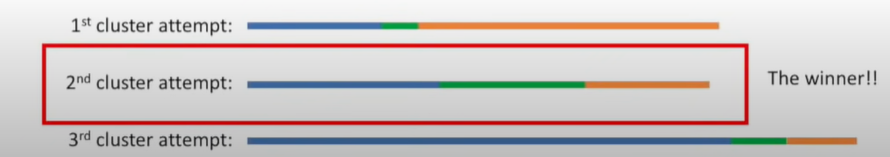 1st cluster attempt:
2nd cluster attempt:
The winner!!
3rd cluster attempt: